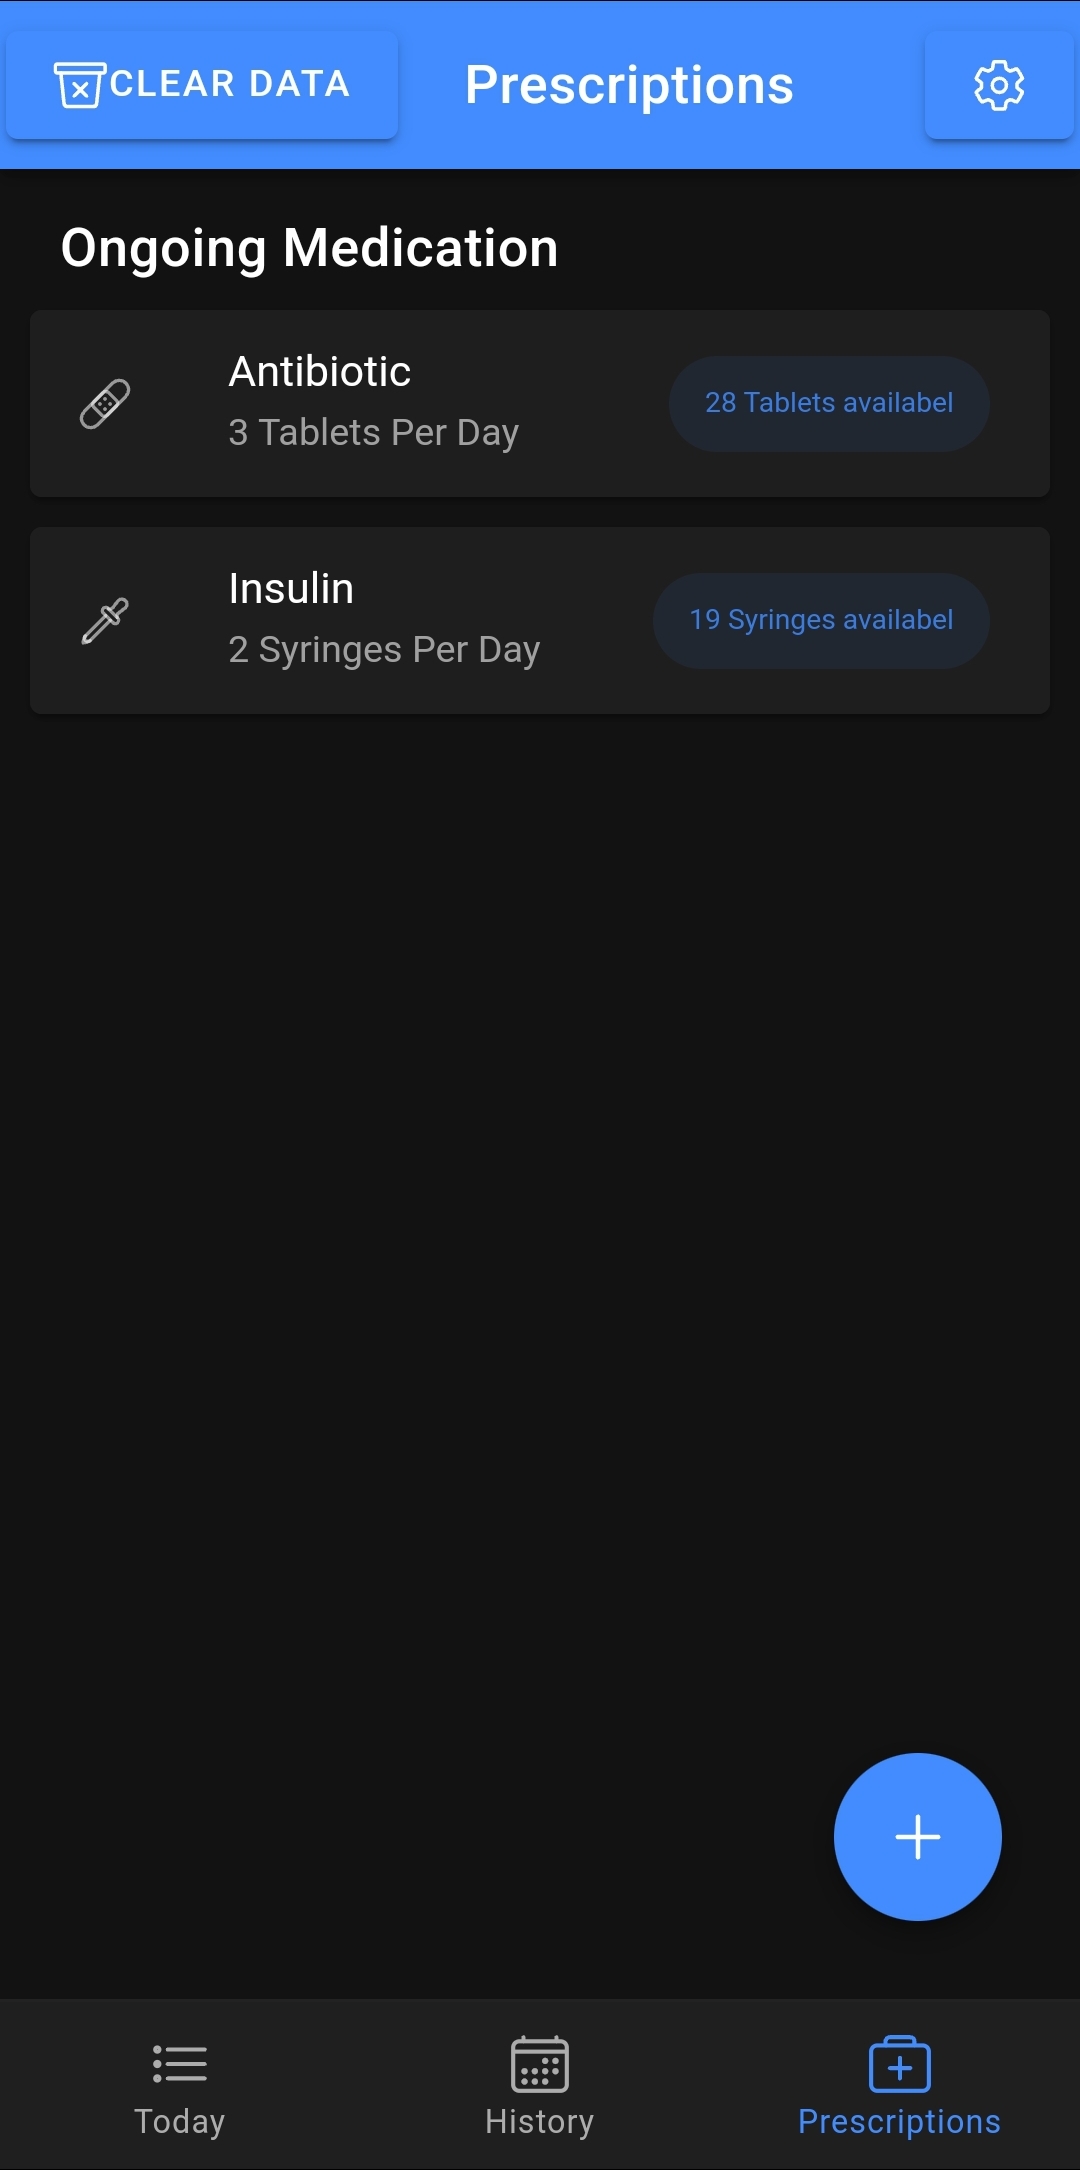 CLEAR DATA
Prescriptions
Ongoing Medication
Antibiotic
3 Tablets Per Day
28 Tablets availabel
Insulin
2 Syringes Per Day
19 Syringes availabel
Today
History
Prescriptions